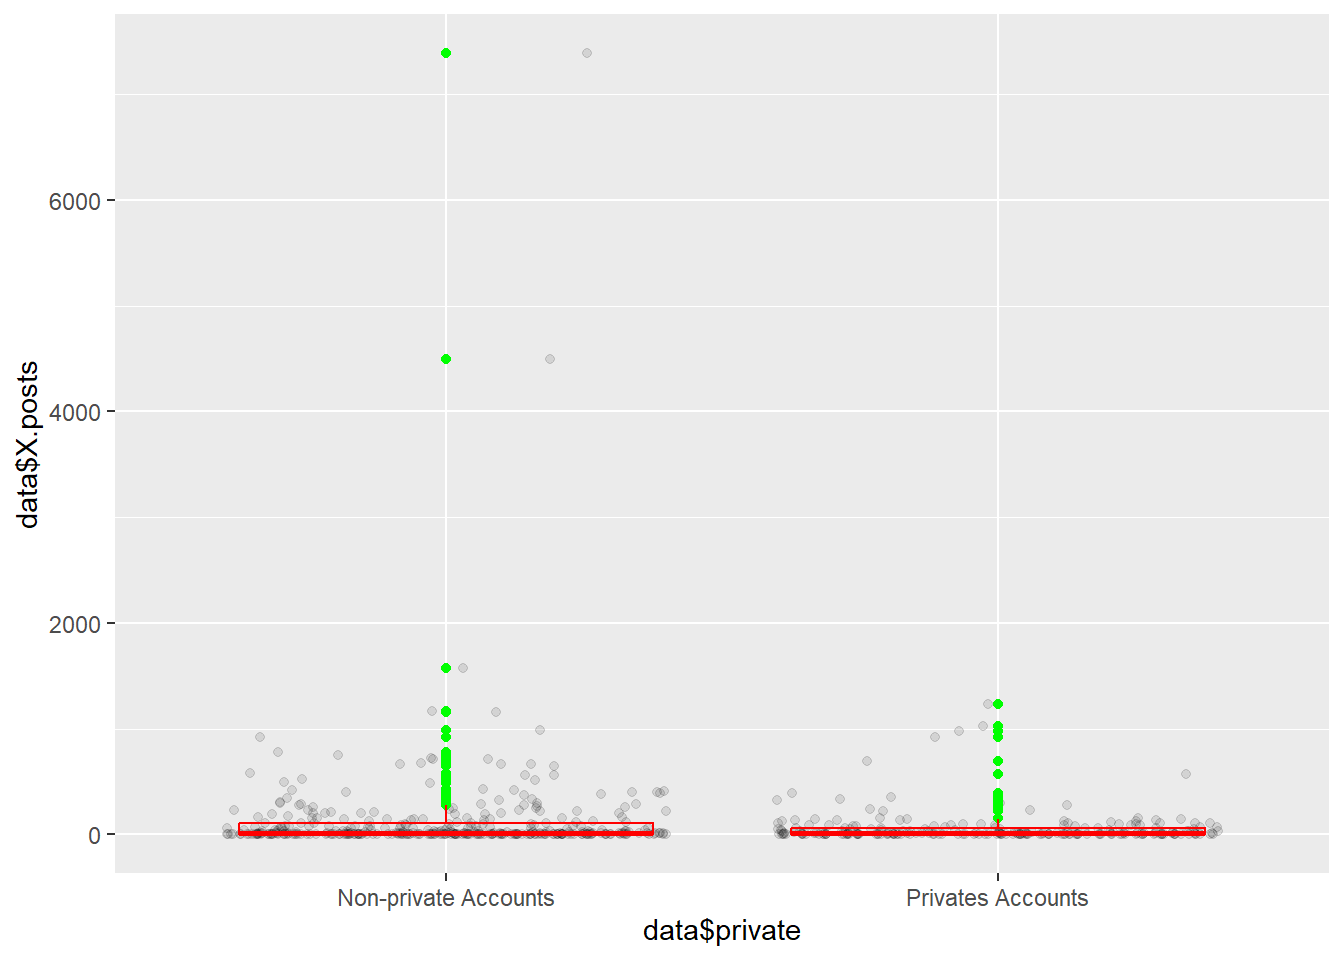 data$X.posts
6000
4000
2000
0
Non-private Accounts
Privates Accounts
data$private